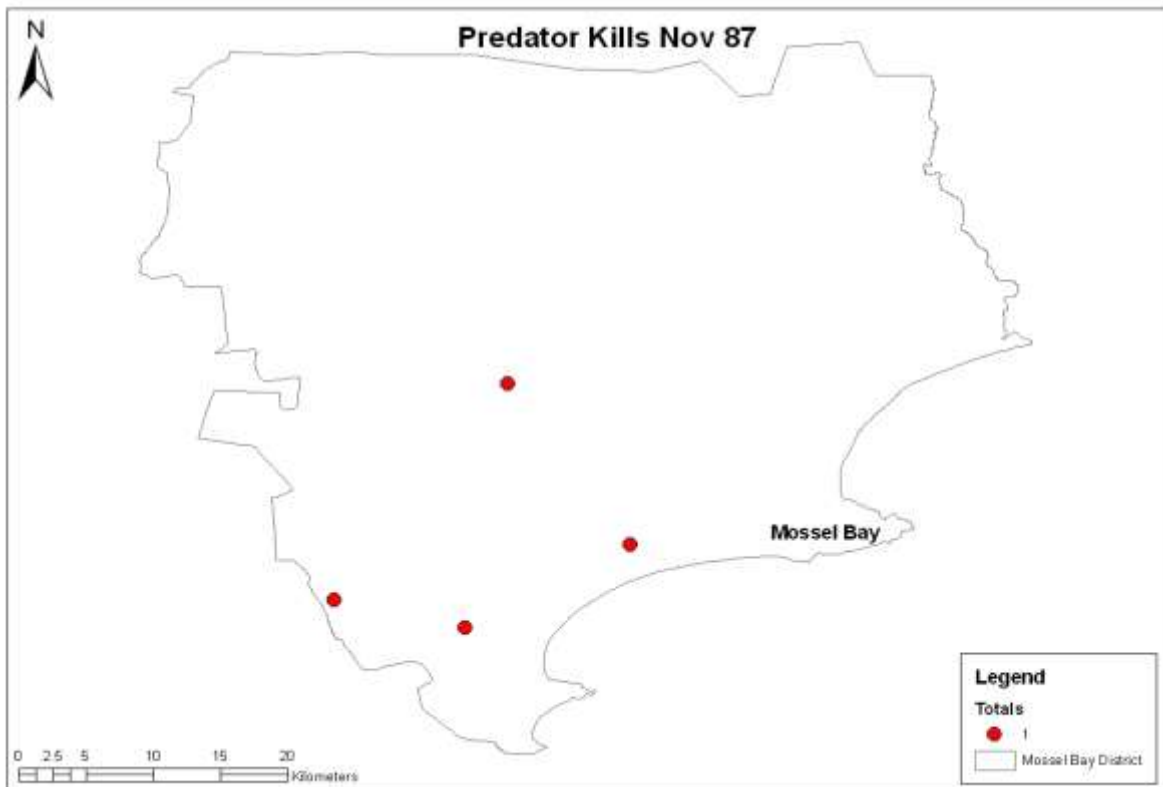 N
Predator Kills Nov 87
Mossel Bay
Legend
Totals
1
Mossel Bay District
0 2.5 5 10 15 20
Kilometers